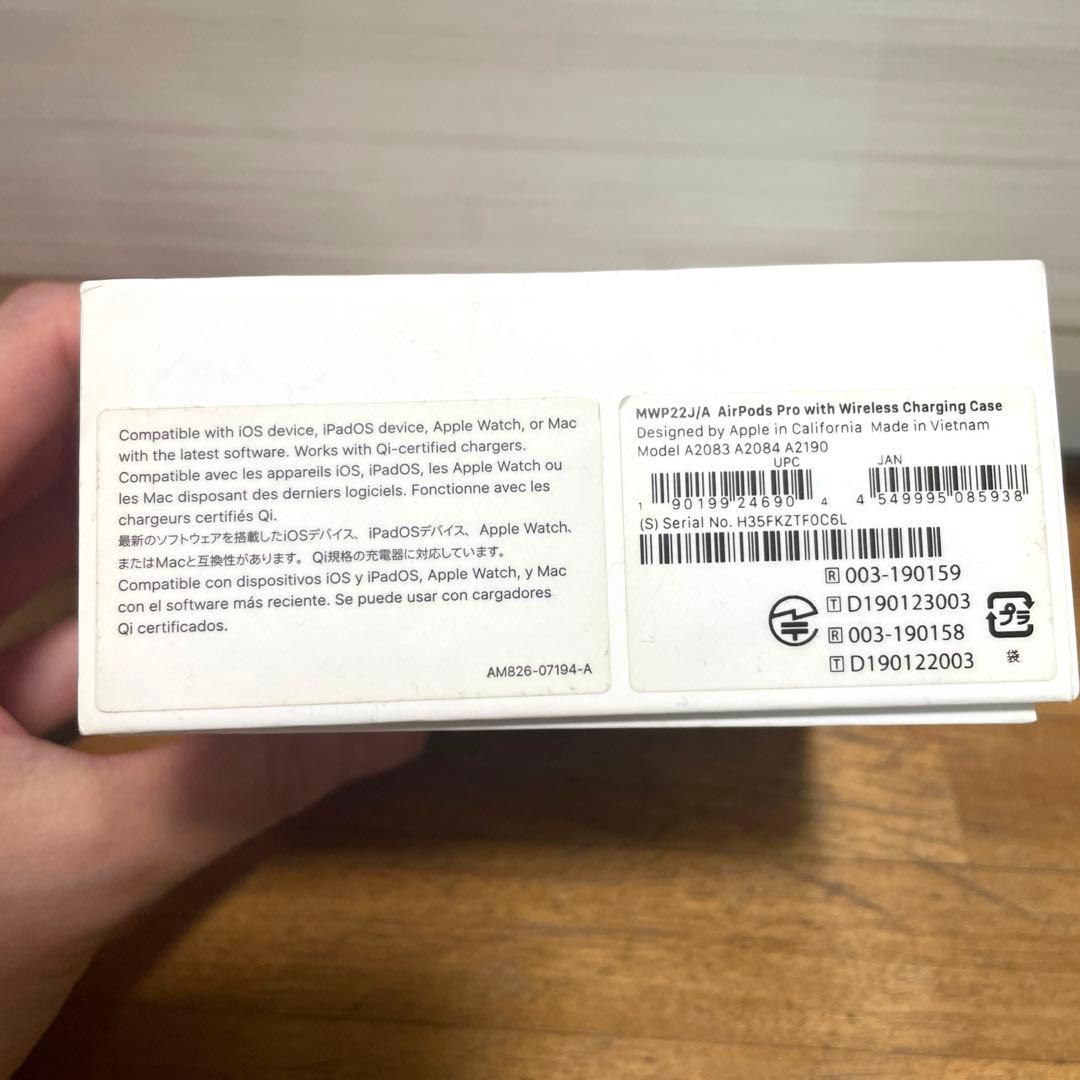 Compatible with iOS device, iPadOS device, Apple Watch, or Mac
with the latest software. Works with Qi-certified chargers.
Compatible avec les appareils iOS, iPadOS, les Apple Watch ou
les Mac disposant des derniers logiciels. Fonctionne avec les
chargeurs certifiés Qi.
最新のソフトウェアを搭載したiOSデバイス、iPadOSデバイス、Apple Watch、
またはMacと互換性があります。Qi規格の充電器に対応しています。
Compatible con dispositivos iOS y iPadOS, Apple Watch, y Mac
con el software más reciente. Se puede usar con cargadores
Qi certificados.
AM826-07194-A
MWP22J/A AirPods Pro with Wireless Charging Case
Designed by Apple in California Made in Vietnam
Model A2083 A2084 A2190
UPC
1 90199 24690 4
JAN
4 549995 085938
(S) Serial No. H35FKZTF0C6L
R 003-190159
T D190123003
R 003-190158
T D190122003
プラ
袋